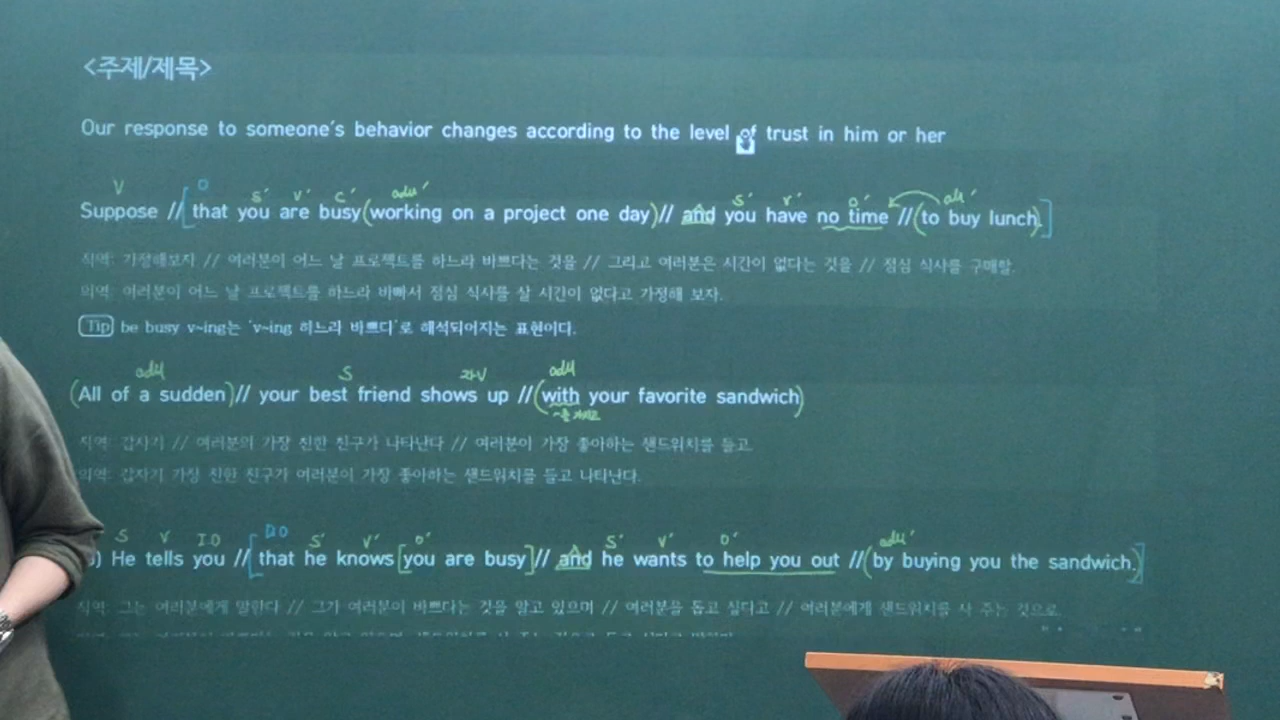 <주제/제목>
Our response to someone's behavior changes according to the level of trust in him or her
V O S´ V´ C´ adv´ S´ V´ O´ adj´
Suppose //[that you are busy(working on a project one day)// and you have no time //(to buy lunch).]
직역: 가정해보자 // 여러분이 어느 날 프로젝트를 하느라 바쁘다는 것을 // 그리고 여러분은 시간이 없다는 것을 // 점심 식사를 구매할.
의역: 여러분이 어느 날 프로젝트를 하느라 바빠서 점심 식사를 살 시간이 없다고 가정해 보자.
Tip be busy v~ing는 'v~ing 하느라 바쁘다'로 해석되어지는 표현이다.
adv S V adv
(All of a sudden)// your best friend shows up //(with your favorite sandwich)
~를 가지고
직역: 갑자기 // 여러분의 가장 친한 친구가 나타난다 // 여러분이 가장 좋아하는 샌드위치를 들고
의역: 갑자기 가장 친한 친구가 여러분이 가장 좋아하는 샌드위치를 들고 나타난다.
S V IO DO S´ V´ O´ S´ V´ O´ adv´
) He tells you //[that he knows[you are busy]// and he wants to help you out //(by buying you the sandwich.)]
직역: 그는 여러분에게 말한다 // 그가 여러분이 바쁘다는 것을 알고 있으며 // 여러분을 돕고 싶다고 // 여러분에게 샌드위치를 사 주는 것으로.